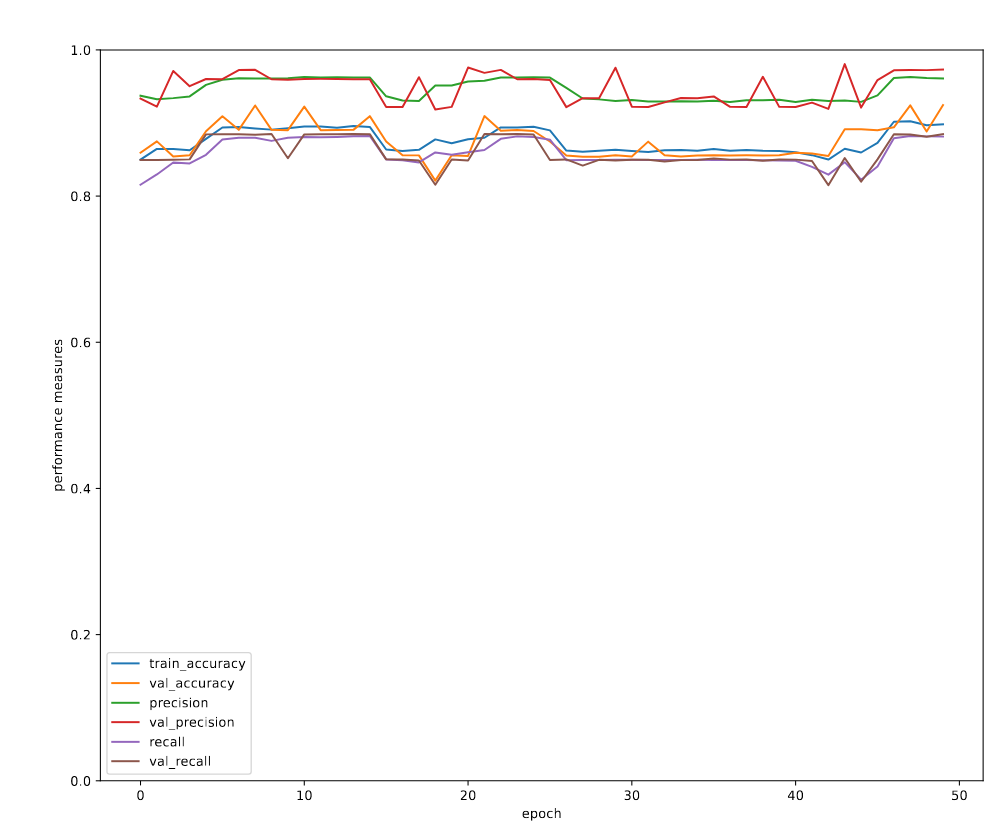 1.0
0.8
0.6
0.4
0.2
0.0
performance measures
train_accuracy
val_accuracy
precision
val_precision
recall
val_recall
0 10 20 30 40 50
epoch